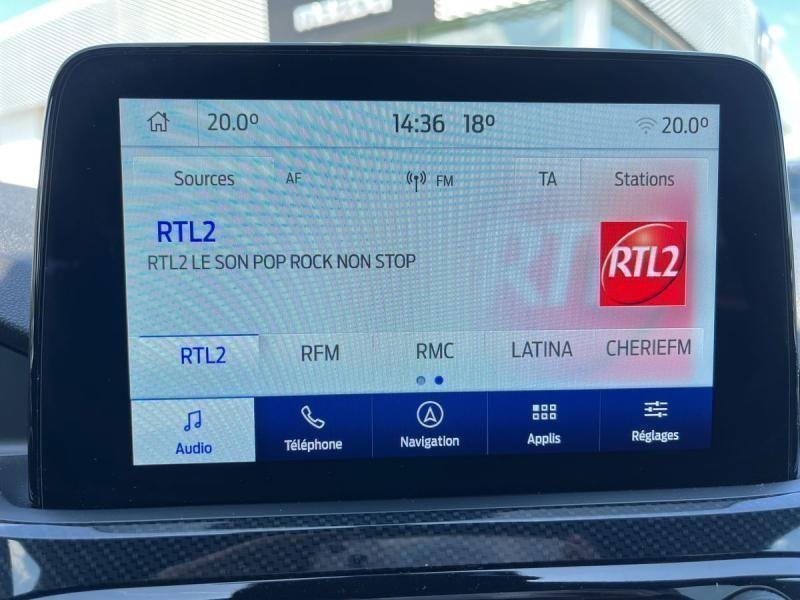 20.0° 14:36 18° 20.0°
Sources AF FM TA Stations
RTL2
RTL2 LE SON POP ROCK NON STOP
RTL2
RTL2 RFM RMC LATINA CHERIEFM
Audio Téléphone Navigation Applis Réglages